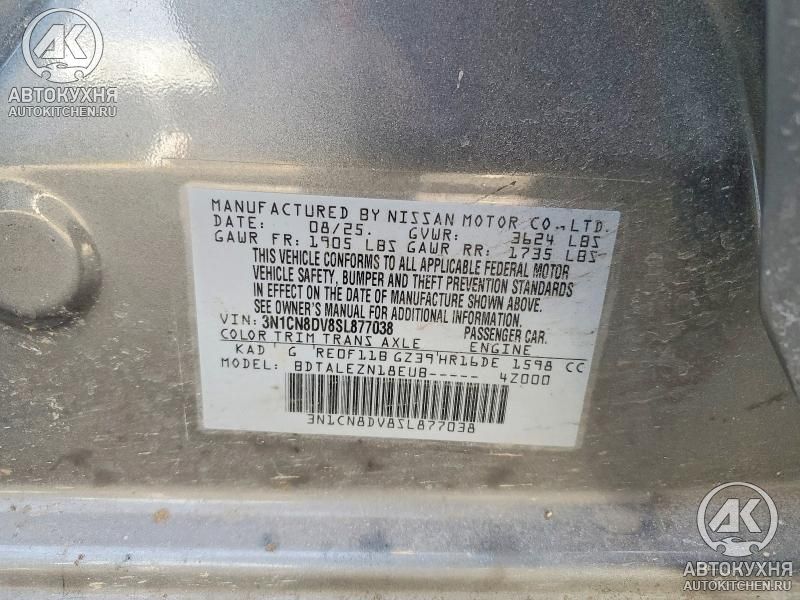 АК
АВТОКУХНЯ
AUTOKITCHEN.RU
MANUFACTURED BY NISSAN MOTOR CO., LTD.
DATE: 08/25. GVWR: 3624 LBS
GAWR FR: 1905 LBS GAWR RR: 1735 LBS
THIS VEHICLE CONFORMS TO ALL APPLICABLE FEDERAL MOTOR
VEHICLE SAFETY, BUMPER AND THEFT PREVENTION STANDARDS
IN EFFECT ON THE DATE OF MANUFACTURE SHOWN ABOVE.
SEE OWNER'S MANUAL FOR ADDITIONAL INFORMATION.
VIN: 3N1CN8DV8SL877038 PASSENGER CAR.
COLOR TRIM TRANS AXLE ENGINE
KAD G RE0F11B GZ39 HR16DE 1598 CC
MODEL: BDTALEZN18EUB----- 4Z000
3N1CN8DV8SL877038
АК
АВТОКУХНЯ
AUTOKITCHEN.RU